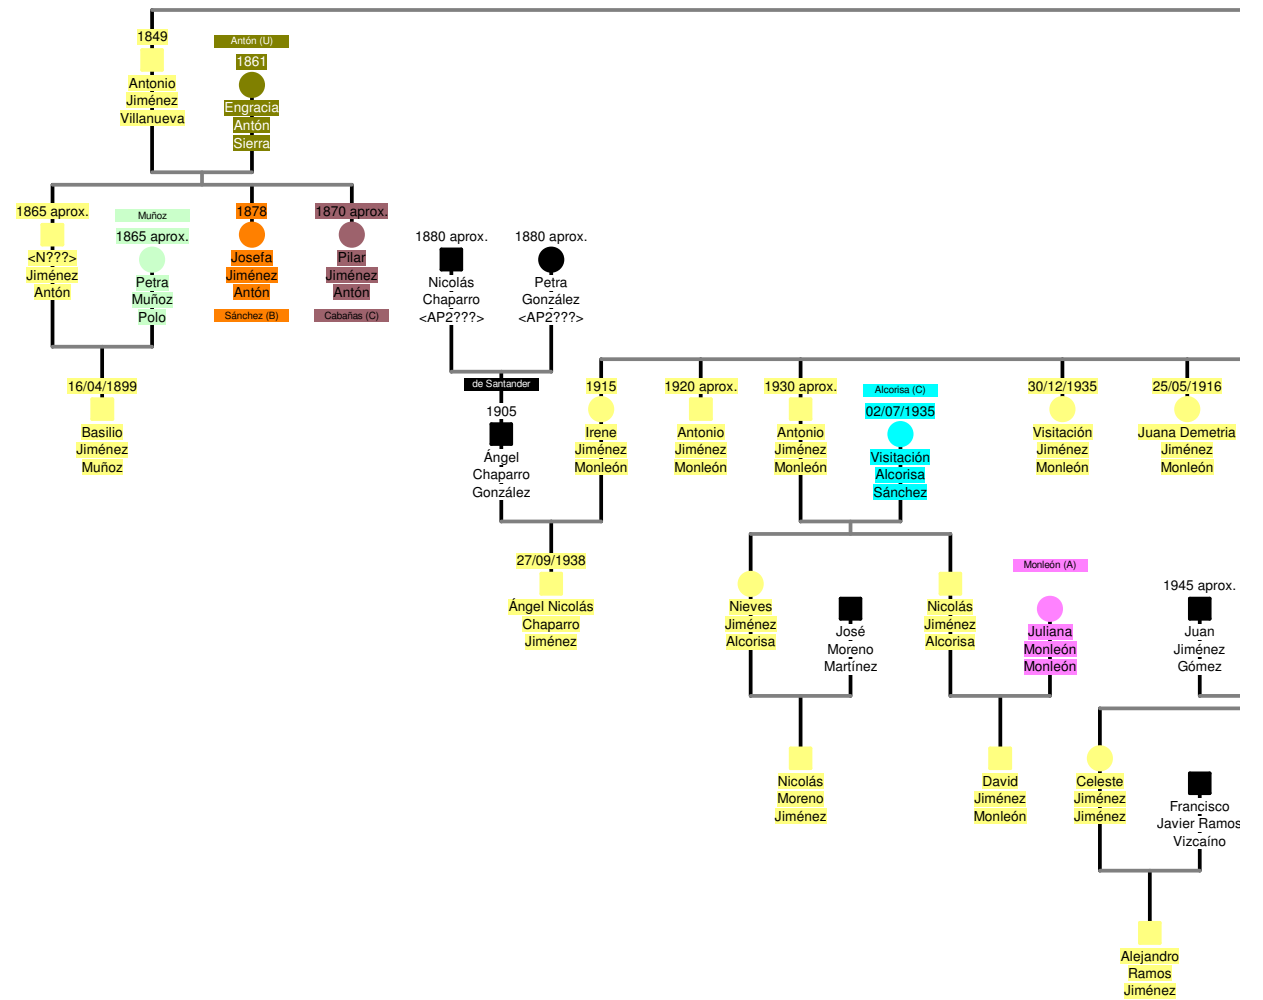 1849
Antonio
Jiménez
Villanueva
Antón (U)
1861
Engracia
Antón
Sierra
1865 aprox.
<N???>
Jiménez
Antón
Muñoz
1865 aprox.
Petra
Muñoz
Polo
1878
Josefa
Jiménez
Antón
Sánchez (B)
1870 aprox.
Pilar
Jiménez
Antón
Cabañas (C)
1880 aprox.
Nicolás
Chaparro
<AP2???>
1880 aprox.
Petra
González
<AP2???>
16/04/1899
Basilio
Jiménez
Muñoz
de Santander
1905
Ángel
Chaparro
González
1915
Irene
Jiménez
Monleón
1920 aprox.
Antonio
Jiménez
Monleón
1930 aprox.
Antonio
Jiménez
Monleón
Alcorisa (C)
02/07/1935
Visitación
Alcorisa
Sánchez
30/12/1935
Visitación
Jiménez
Monleón
25/05/1916
Juana Demetria
Jiménez
Monleón
27/09/1938
Ángel Nicolás
Chaparro
Jiménez
Nieves
Jiménez
Alcorisa
José
Moreno
Martínez
Nicolás
Jiménez
Alcorisa
Monleón (A)
Juliana
Monleón
Monleón
1945 aprox.
Juan
Jiménez
Gómez
Nicolás
Moreno
Jiménez
David
Jiménez
Monleón
Celeste
Jiménez
Jiménez
Francisco
Javier Ramos
Vizcaíno
Alejandro
Ramos
Jiménez